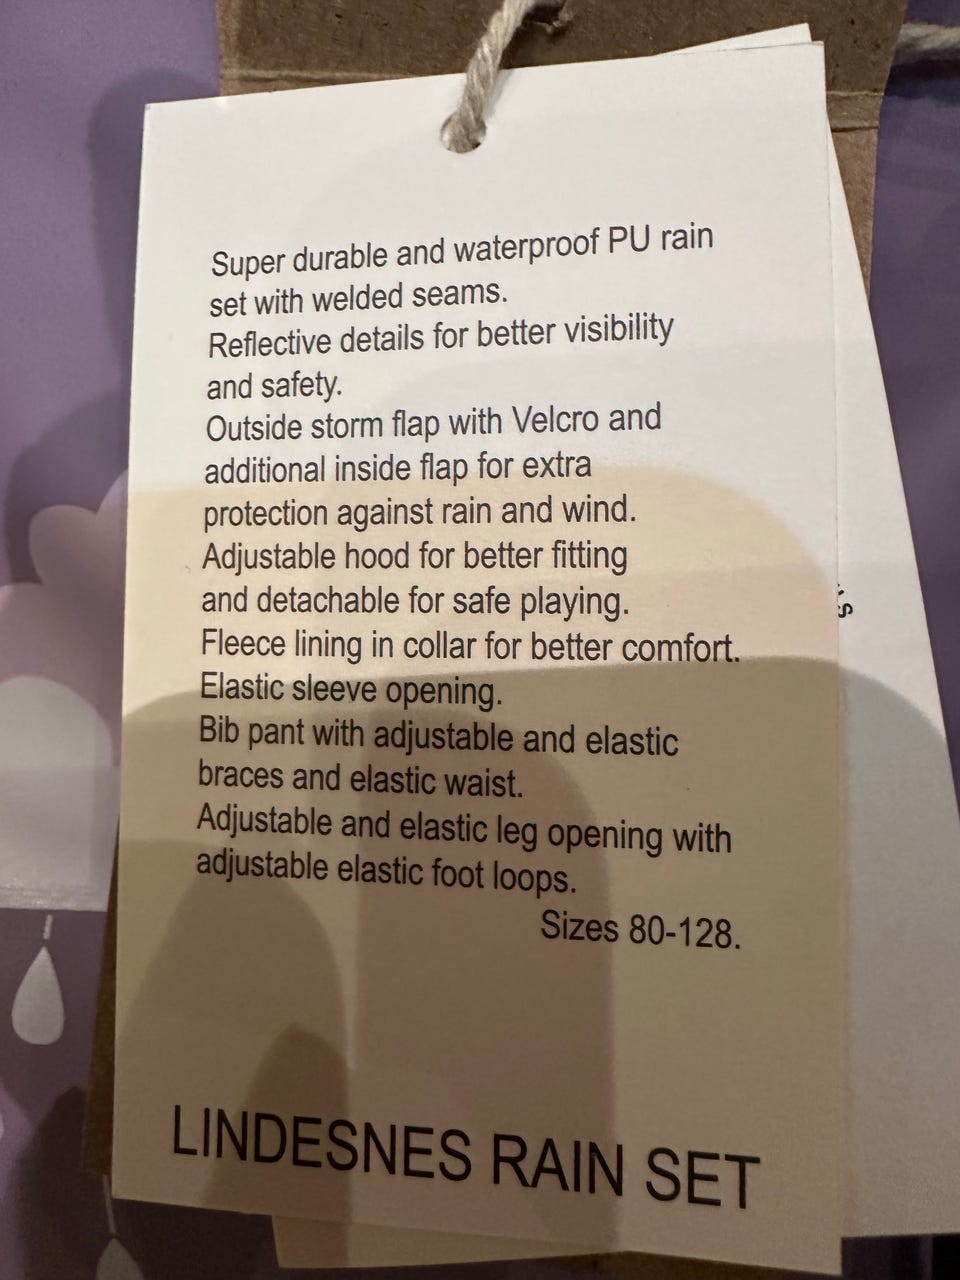 Super durable and waterproof PU rain
set with welded seams.
Reflective details for better visibility
and safety.
Outside storm flap with Velcro and
additional inside flap for extra
protection against rain and wind.
Adjustable hood for better fitting
and detachable for safe playing.
Fleece lining in collar for better comfort.
Elastic sleeve opening.
Bib pant with adjustable and elastic
braces and elastic waist.
Adjustable and elastic leg opening with
adjustable elastic foot loops.
Sizes 80-128.
LINDESNES RAIN SET